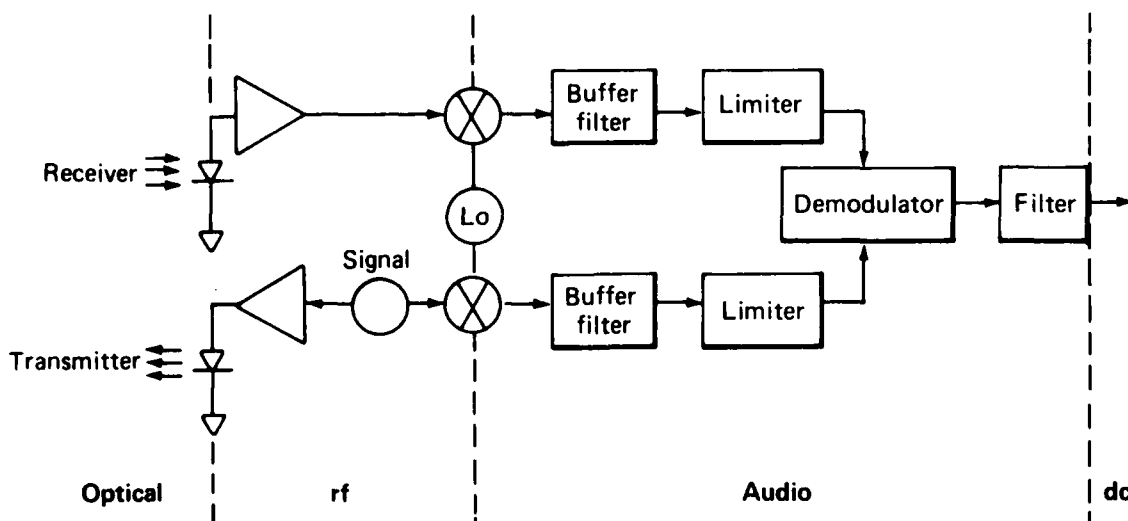 Buffer
filter
Limiter
Receiver
Lo
Demodulator
Filter
Signal
Buffer
filter
Limiter
Transmitter
Optical
rf
Audio
dc